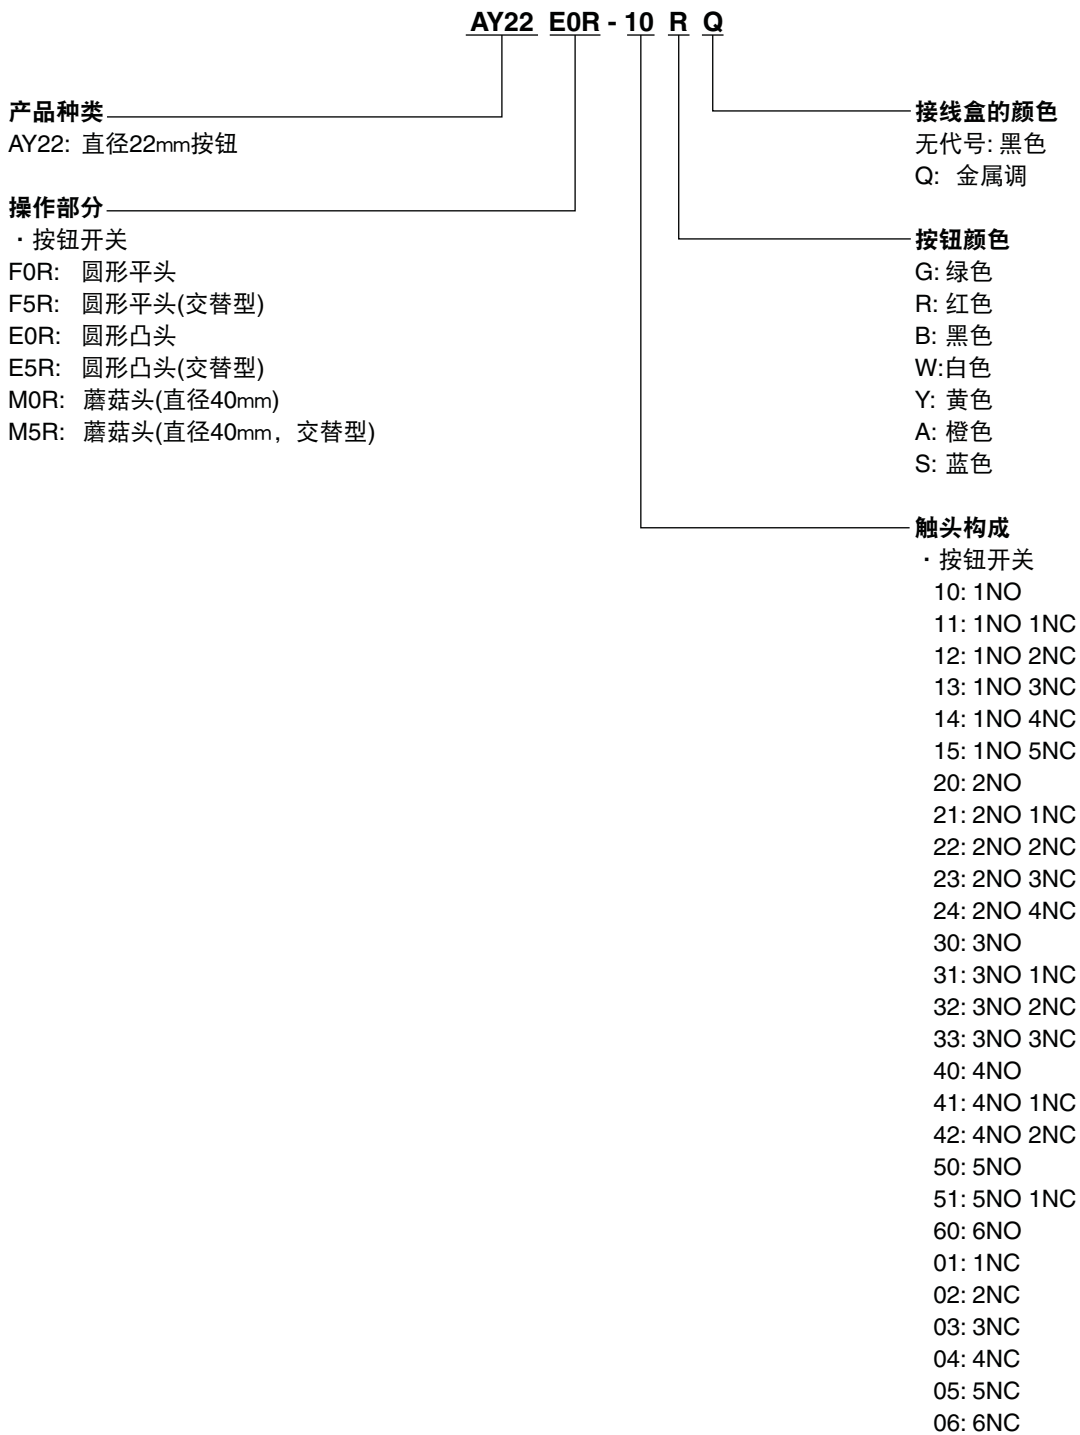 AY22 E0R - 10 R Q
产品种类
AY22: 直径22mm按钮
操作部分
・按钮开关
F0R: 圆形平头
F5R: 圆形平头(交替型)
E0R: 圆形凸头
E5R: 圆形凸头(交替型)
M0R: 蘑菇头(直径40mm)
M5R: 蘑菇头(直径40mm，交替型)
接线盒的颜色
无代号: 黑色
Q: 金属调
按钮颜色
G: 绿色
R: 红色
B: 黑色
W:白色
Y: 黄色
A: 橙色
S: 蓝色
触头构成
・按钮开关
10: 1NO
11: 1NO 1NC
12: 1NO 2NC
13: 1NO 3NC
14: 1NO 4NC
15: 1NO 5NC
20: 2NO
21: 2NO 1NC
22: 2NO 2NC
23: 2NO 3NC
24: 2NO 4NC
30: 3NO
31: 3NO 1NC
32: 3NO 2NC
33: 3NO 3NC
40: 4NO
41: 4NO 1NC
42: 4NO 2NC
50: 5NO
51: 5NO 1NC
60: 6NO
01: 1NC
02: 2NC
03: 3NC
04: 4NC
05: 5NC
06: 6NC